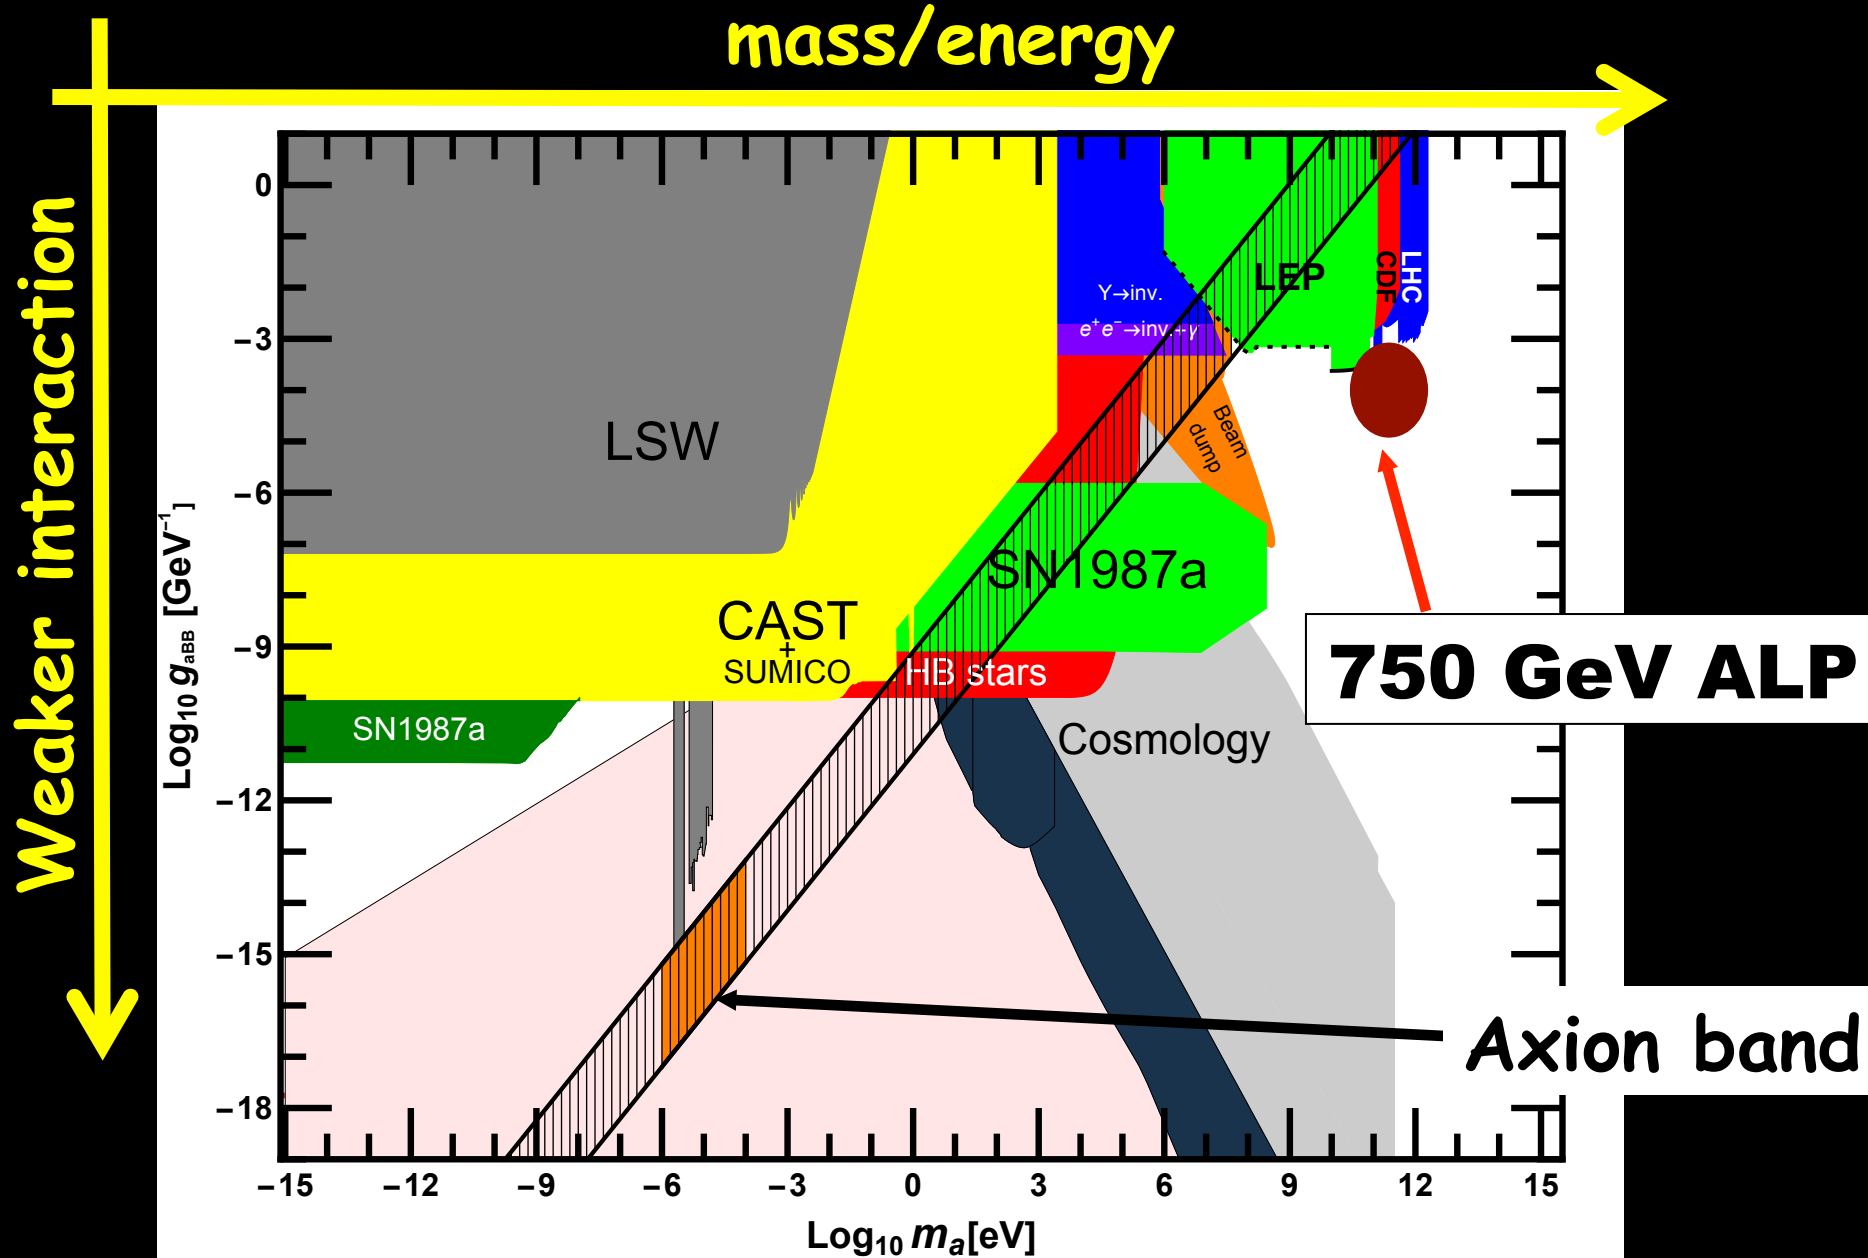 mass/energy
Weaker interaction
Log₁₀ gaBB [GeV⁻¹]
0
−3
−6
−9
−12
−15
−18
LSW
CAST
+
SUMICO
SN1987a
HB stars
SN1987a
Cosmology
Υ→inv.
e⁺e⁻→inv.+γ
Beam
dump
LEP
CDF
LHC
750 GeV ALP
Axion band
−15 −12 −9 −6 −3 0 3 6 9 12 15
Log₁₀ mₐ[eV]